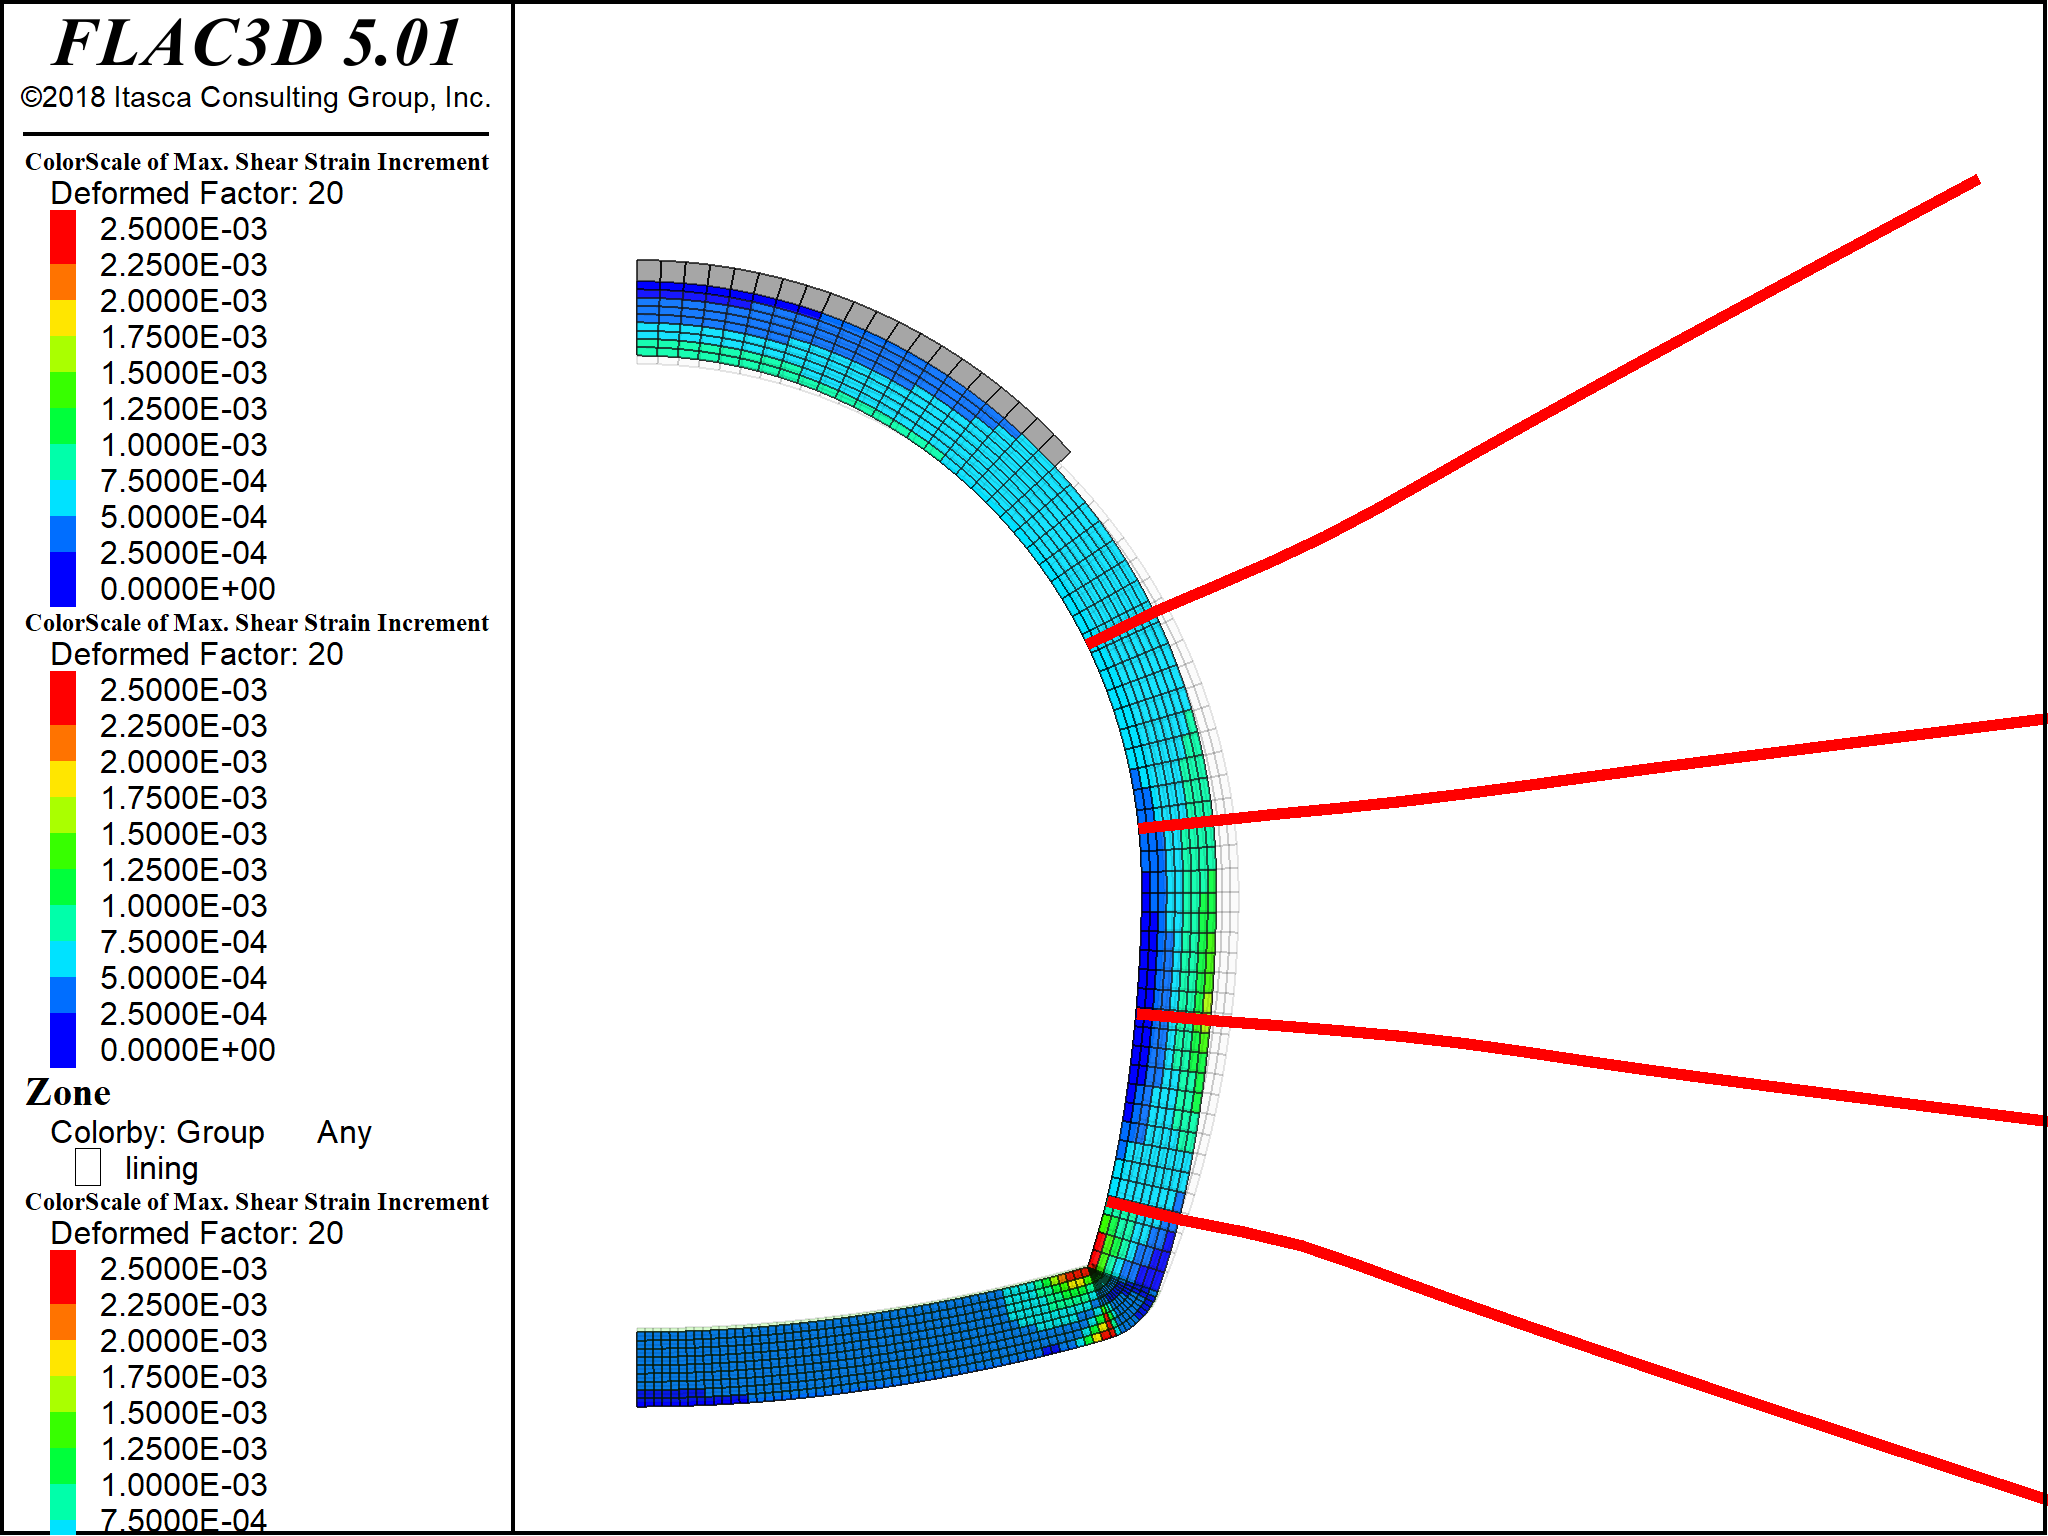 FLAC3D 5.01
©2018 Itasca Consulting Group, Inc.
ColorScale of Max. Shear Strain Increment
Deformed Factor: 20
2.5000E-03
2.2500E-03
2.0000E-03
1.7500E-03
1.5000E-03
1.2500E-03
1.0000E-03
7.5000E-04
5.0000E-04
2.5000E-04
0.0000E+00
ColorScale of Max. Shear Strain Increment
Deformed Factor: 20
2.5000E-03
2.2500E-03
2.0000E-03
1.7500E-03
1.5000E-03
1.2500E-03
1.0000E-03
7.5000E-04
5.0000E-04
2.5000E-04
0.0000E+00
Zone
Colorby: Group Any
lining
ColorScale of Max. Shear Strain Increment
Deformed Factor: 20
2.5000E-03
2.2500E-03
2.0000E-03
1.7500E-03
1.5000E-03
1.2500E-03
1.0000E-03
7.5000E-04